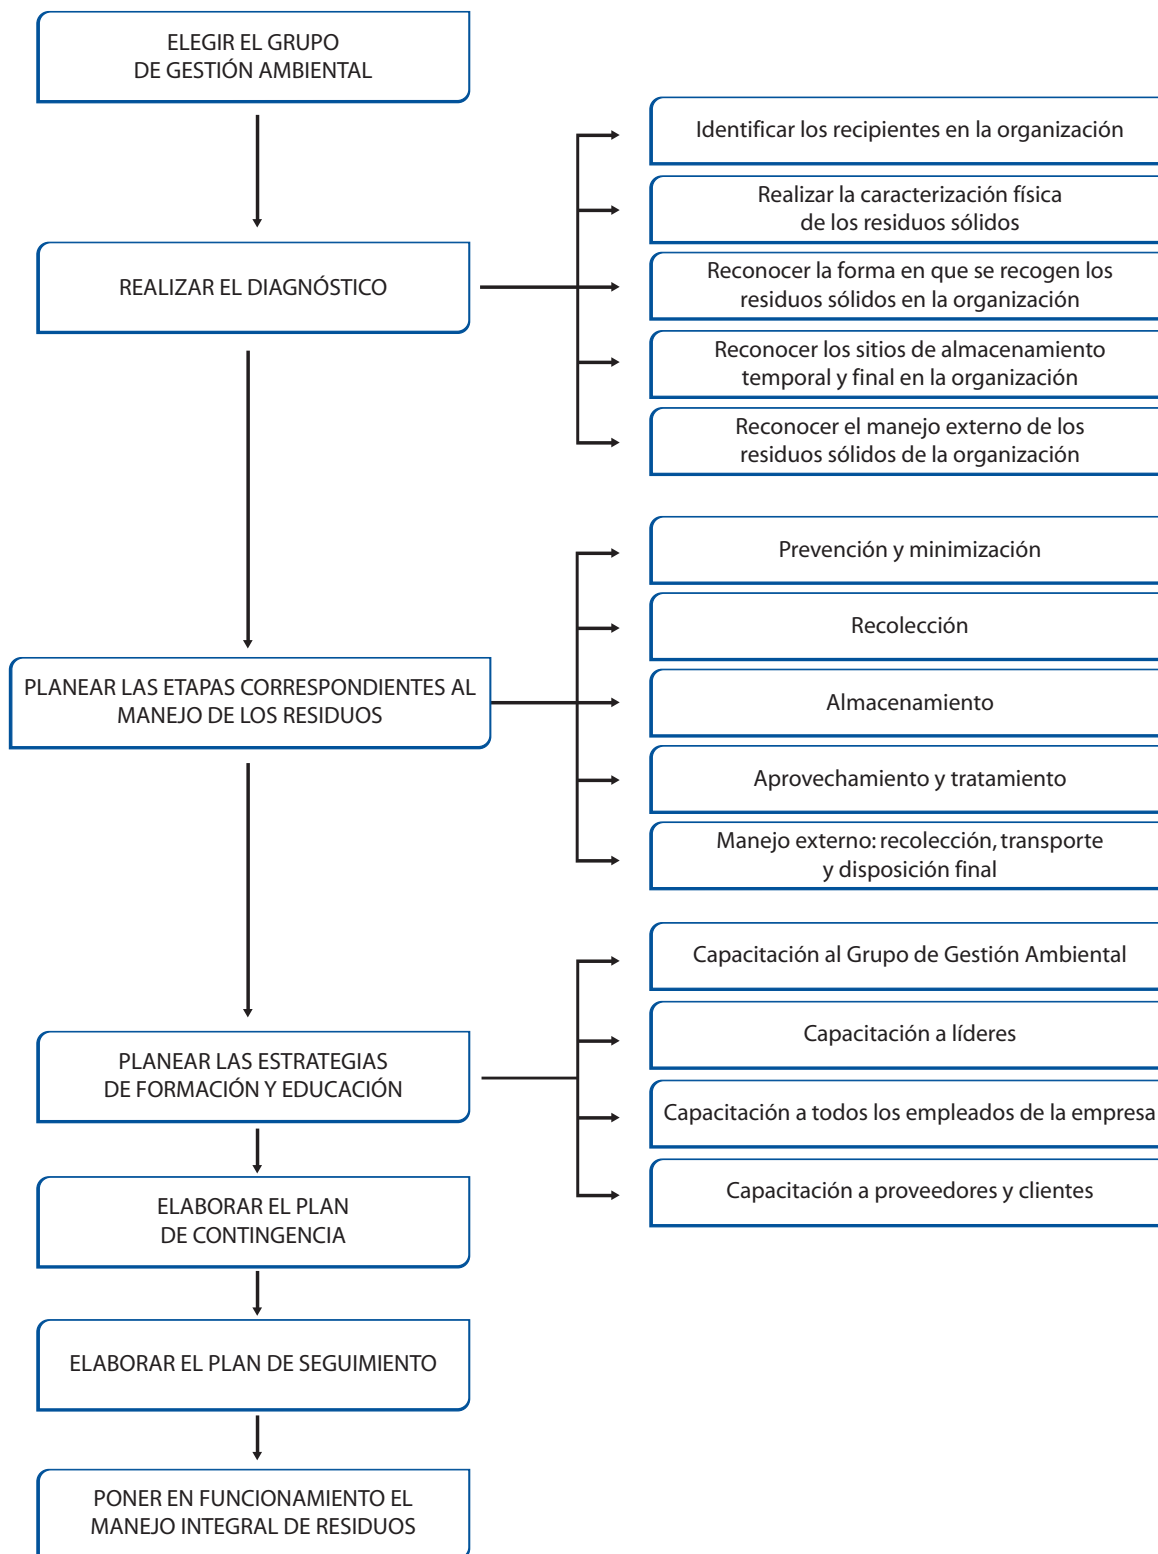 ELEGIR EL GRUPO
DE GESTIÓN AMBIENTAL
Identificar los recipientes en la organización
Realizar la caracterización física
de los residuos sólidos
REALIZAR EL DIAGNÓSTICO
Reconocer la forma en que se recogen los
residuos sólidos en la organización
Reconocer los sitios de almacenamiento
temporal y final en la organización
Reconocer el manejo externo de los
residuos sólidos de la organización
PLANEAR LAS ETAPAS CORRESPONDIENTES AL
MANEJO DE LOS RESIDUOS
Prevención y minimización
Recolección
Almacenamiento
Aprovechamiento y tratamiento
Manejo externo: recolección, transporte
y disposición final
PLANEAR LAS ESTRATEGIAS
DE FORMACIÓN Y EDUCACIÓN
Capacitación al Grupo de Gestión Ambiental
Capacitación a líderes
Capacitación a todos los empleados de la empresa
Capacitación a proveedores y clientes
ELABORAR EL PLAN
DE CONTINGENCIA
ELABORAR EL PLAN DE SEGUIMIENTO
PONER EN FUNCIONAMIENTO EL
MANEJO INTEGRAL DE RESIDUOS